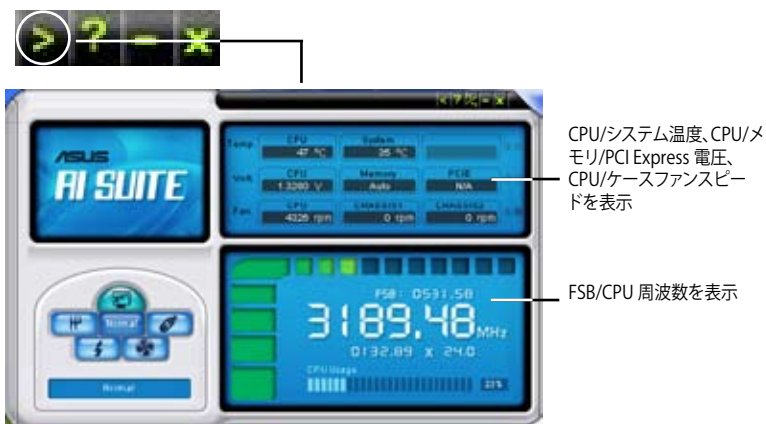 > ? - x
< ? - x
ASUS
AI SUITE
Temp.
CPU
System
47 °C
35 °C
Volt
CPU
Memory
PCIE
1.3280 V
Auto
N/A
Fan
CPU
CHASSIS1
CHASSIS2
4326 rpm
0 rpm
0 rpm
CPU/システム温度、CPU/メ
モリ/PCI Express 電圧、
CPU/ケースファンスピー
ドを表示
FSB: 0531.58
3189.48 MHz
0132.89 x 24.0
CPU Usage
FSB/CPU 周波数を表示
Normal
Normal